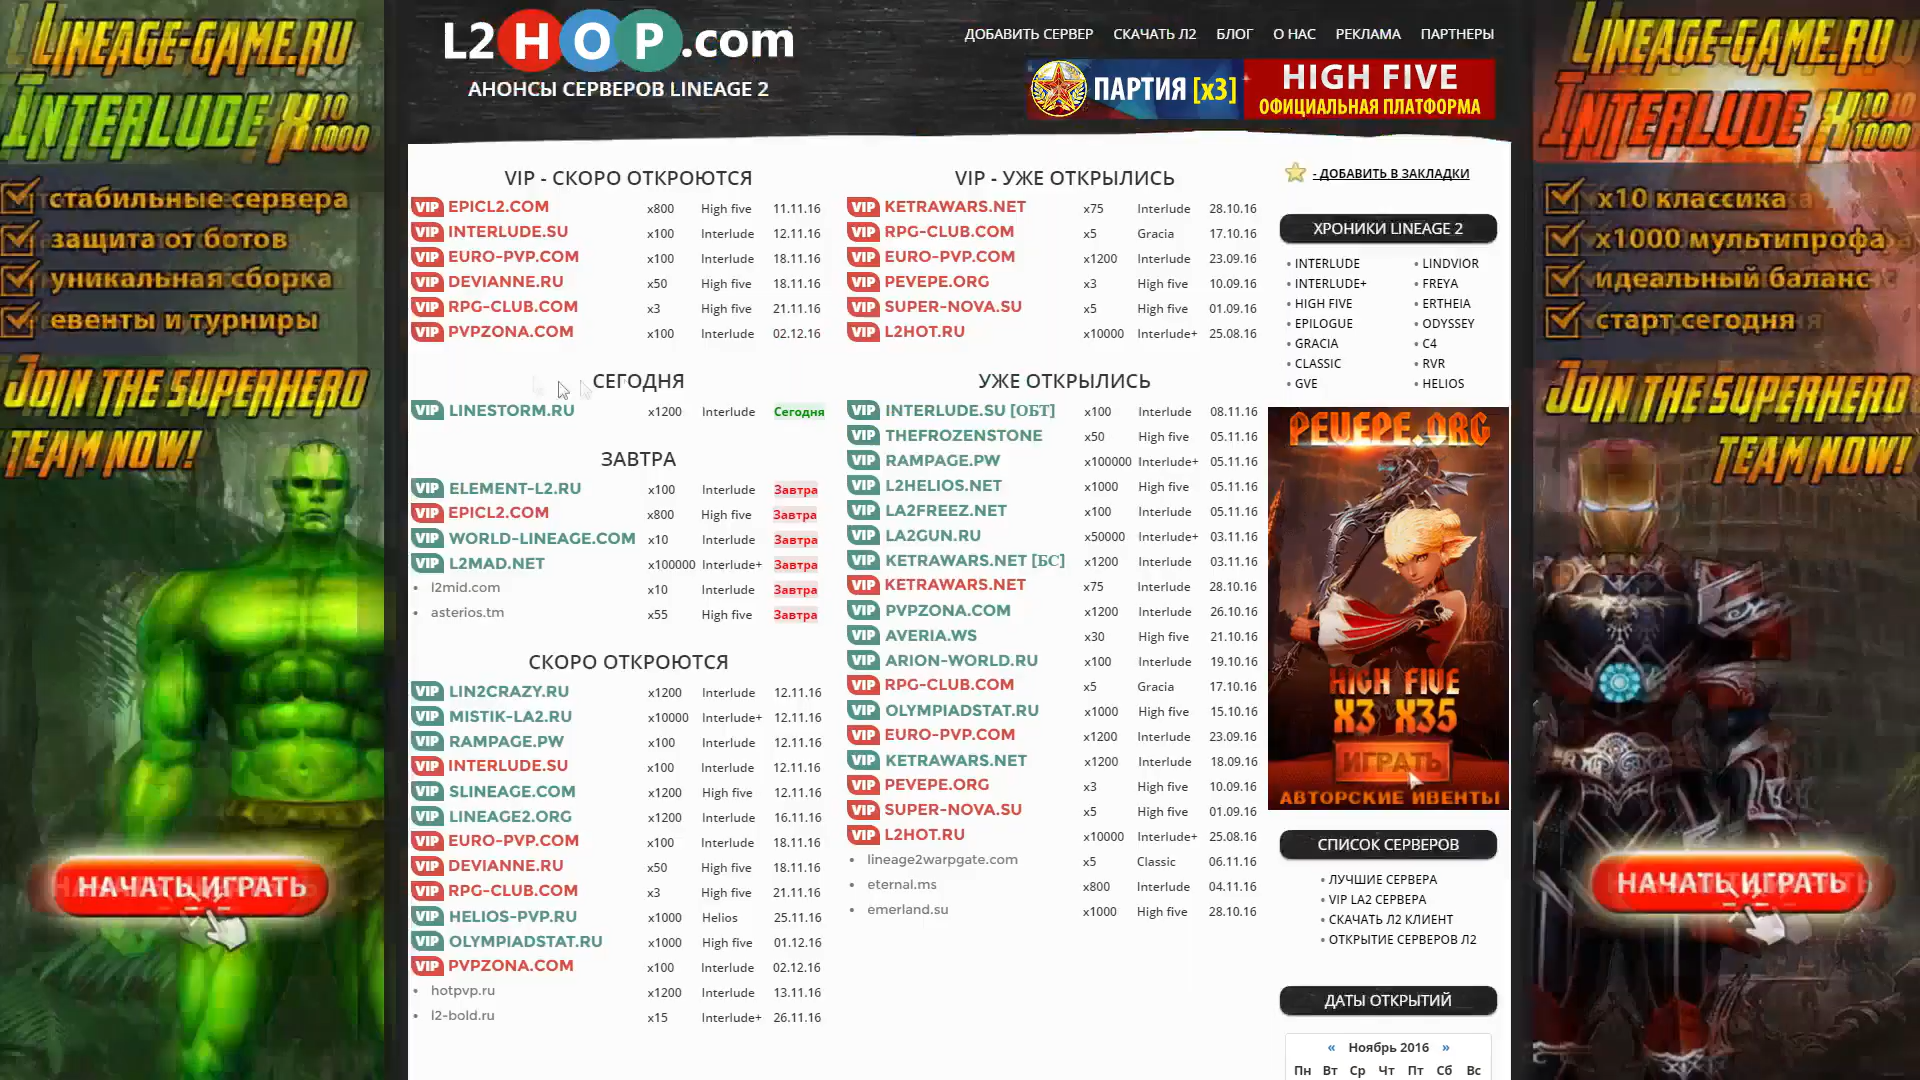 LINEAGE-GAME.RU
INTERLUDE X10
1000
стабильные сервера
защита от ботов
уникальная сборка
евенты и турниры
JOIN THE SUPERHERO
TEAM NOW!
НАЧАТЬ ИГРАТЬ
L2HOP.com
АНОНСЫ СЕРВЕРОВ LINEAGE 2
ДОБАВИТЬ СЕРВЕР СКАЧАТЬ Л2 БЛОГ О НАС РЕКЛАМА ПАРТНЕРЫ
ПАРТИЯ [x3] HIGH FIVE
ОФИЦИАЛЬНАЯ ПЛАТФОРМА
VIP - СКОРО ОТКРОЮТСЯ
VIP EPICL2.COM x800 High five 11.11.16
VIP INTERLUDE.SU x100 Interlude 12.11.16
VIP EURO-PVP.COM x100 Interlude 18.11.16
VIP DEVIANNE.RU x50 High five 18.11.16
VIP RPG-CLUB.COM x3 High five 21.11.16
VIP PVPZONA.COM x100 Interlude 02.12.16
СЕГОДНЯ
VIP LINESTORM.RU x1200 Interlude Сегодня
ЗАВТРА
VIP ELEMENT-L2.RU x100 Interlude Завтра
VIP EPICL2.COM x800 High five Завтра
VIP WORLD-LINEAGE.COM x10 Interlude Завтра
VIP L2MAD.NET x100000 Interlude+ Завтра
• l2mid.com x10 Interlude Завтра
• asterios.tm x55 High five Завтра
СКОРО ОТКРОЮТСЯ
VIP LIN2CRAZY.RU x1200 Interlude 12.11.16
VIP MISTIK-LA2.RU x10000 Interlude+ 12.11.16
VIP RAMPAGE.PW x100 Interlude 12.11.16
VIP INTERLUDE.SU x100 Interlude 12.11.16
VIP SLINEAGE.COM x1200 High five 12.11.16
VIP LINEAGE2.ORG x1200 Interlude 16.11.16
VIP EURO-PVP.COM x100 Interlude 18.11.16
VIP DEVIANNE.RU x50 High five 18.11.16
VIP RPG-CLUB.COM x3 High five 21.11.16
VIP HELIOS-PVP.RU x1000 Helios 25.11.16
VIP OLYMPIADSTAT.RU x1000 High five 01.12.16
VIP PVPZONA.COM x100 Interlude 02.12.16
• hotpvp.ru x1200 Interlude 13.11.16
• l2-bold.ru x15 Interlude+ 26.11.16
VIP - УЖЕ ОТКРЫЛИСЬ
VIP KETRAWARS.NET x75 Interlude 28.10.16
VIP RPG-CLUB.COM x5 Gracia 17.10.16
VIP EURO-PVP.COM x1200 Interlude 23.09.16
VIP PEVEPE.ORG x3 High five 10.09.16
VIP SUPER-NOVA.SU x5 High five 01.09.16
VIP L2HOT.RU x10000 Interlude+ 25.08.16
УЖЕ ОТКРЫЛИСЬ
VIP INTERLUDE.SU [ОБТ] x100 Interlude 08.11.16
VIP THEFROZENSTONE x50 High five 05.11.16
VIP RAMPAGE.PW x100000 Interlude+ 05.11.16
VIP L2HELIOS.NET x1000 High five 05.11.16
VIP LA2FREEZ.NET x100 Interlude 05.11.16
VIP LA2GUN.RU x50000 Interlude+ 03.11.16
VIP KETRAWARS.NET [БС] x1200 Interlude 03.11.16
VIP KETRAWARS.NET x75 Interlude 28.10.16
VIP PVPZONA.COM x1200 Interlude 26.10.16
VIP AVERIA.WS x30 High five 21.10.16
VIP ARION-WORLD.RU x100 Interlude 19.10.16
VIP RPG-CLUB.COM x5 Gracia 17.10.16
VIP OLYMPIADSTAT.RU x1000 High five 15.10.16
VIP EURO-PVP.COM x1200 Interlude 23.09.16
VIP KETRAWARS.NET x1200 Interlude 18.09.16
VIP PEVEPE.ORG x3 High five 10.09.16
VIP SUPER-NOVA.SU x5 High five 01.09.16
VIP L2HOT.RU x10000 Interlude+ 25.08.16
• lineage2warpgate.com x5 Classic 06.11.16
• eternal.ms x800 Interlude 04.11.16
• emerland.su x1000 High five 28.10.16
- ДОБАВИТЬ В ЗАКЛАДКИ
ХРОНИКИ LINEAGE 2
• INTERLUDE • LINDVIOR
• INTERLUDE+ • FREYA
• HIGH FIVE • ERTHEIA
• EPILOGUE • ODYSSEY
• GRACIA • C4
• CLASSIC • RVR
• GVE • HELIOS
PEVEPE.ORG
HIGH FIVE
X3 X35
ИГРАТЬ
АВТОРСКИЕ ИВЕНТЫ
СПИСОК СЕРВЕРОВ
• ЛУЧШИЕ СЕРВЕРА
• VIP LA2 СЕРВЕРА
• СКАЧАТЬ Л2 КЛИЕНТ
• ОТКРЫТИЕ СЕРВЕРОВ Л2
ДАТЫ ОТКРЫТИЙ
« Ноябрь 2016 »
Пн Вт Ср Чт Пт Сб Вс
LINEAGE-GAME.RU
INTERLUDE X10
1000
x10 классика
x1000 мультипрофа
идеальный баланс
старт сегодня
JOIN THE SUPERHERO
TEAM NOW!
НАЧАТЬ ИГРАТЬ